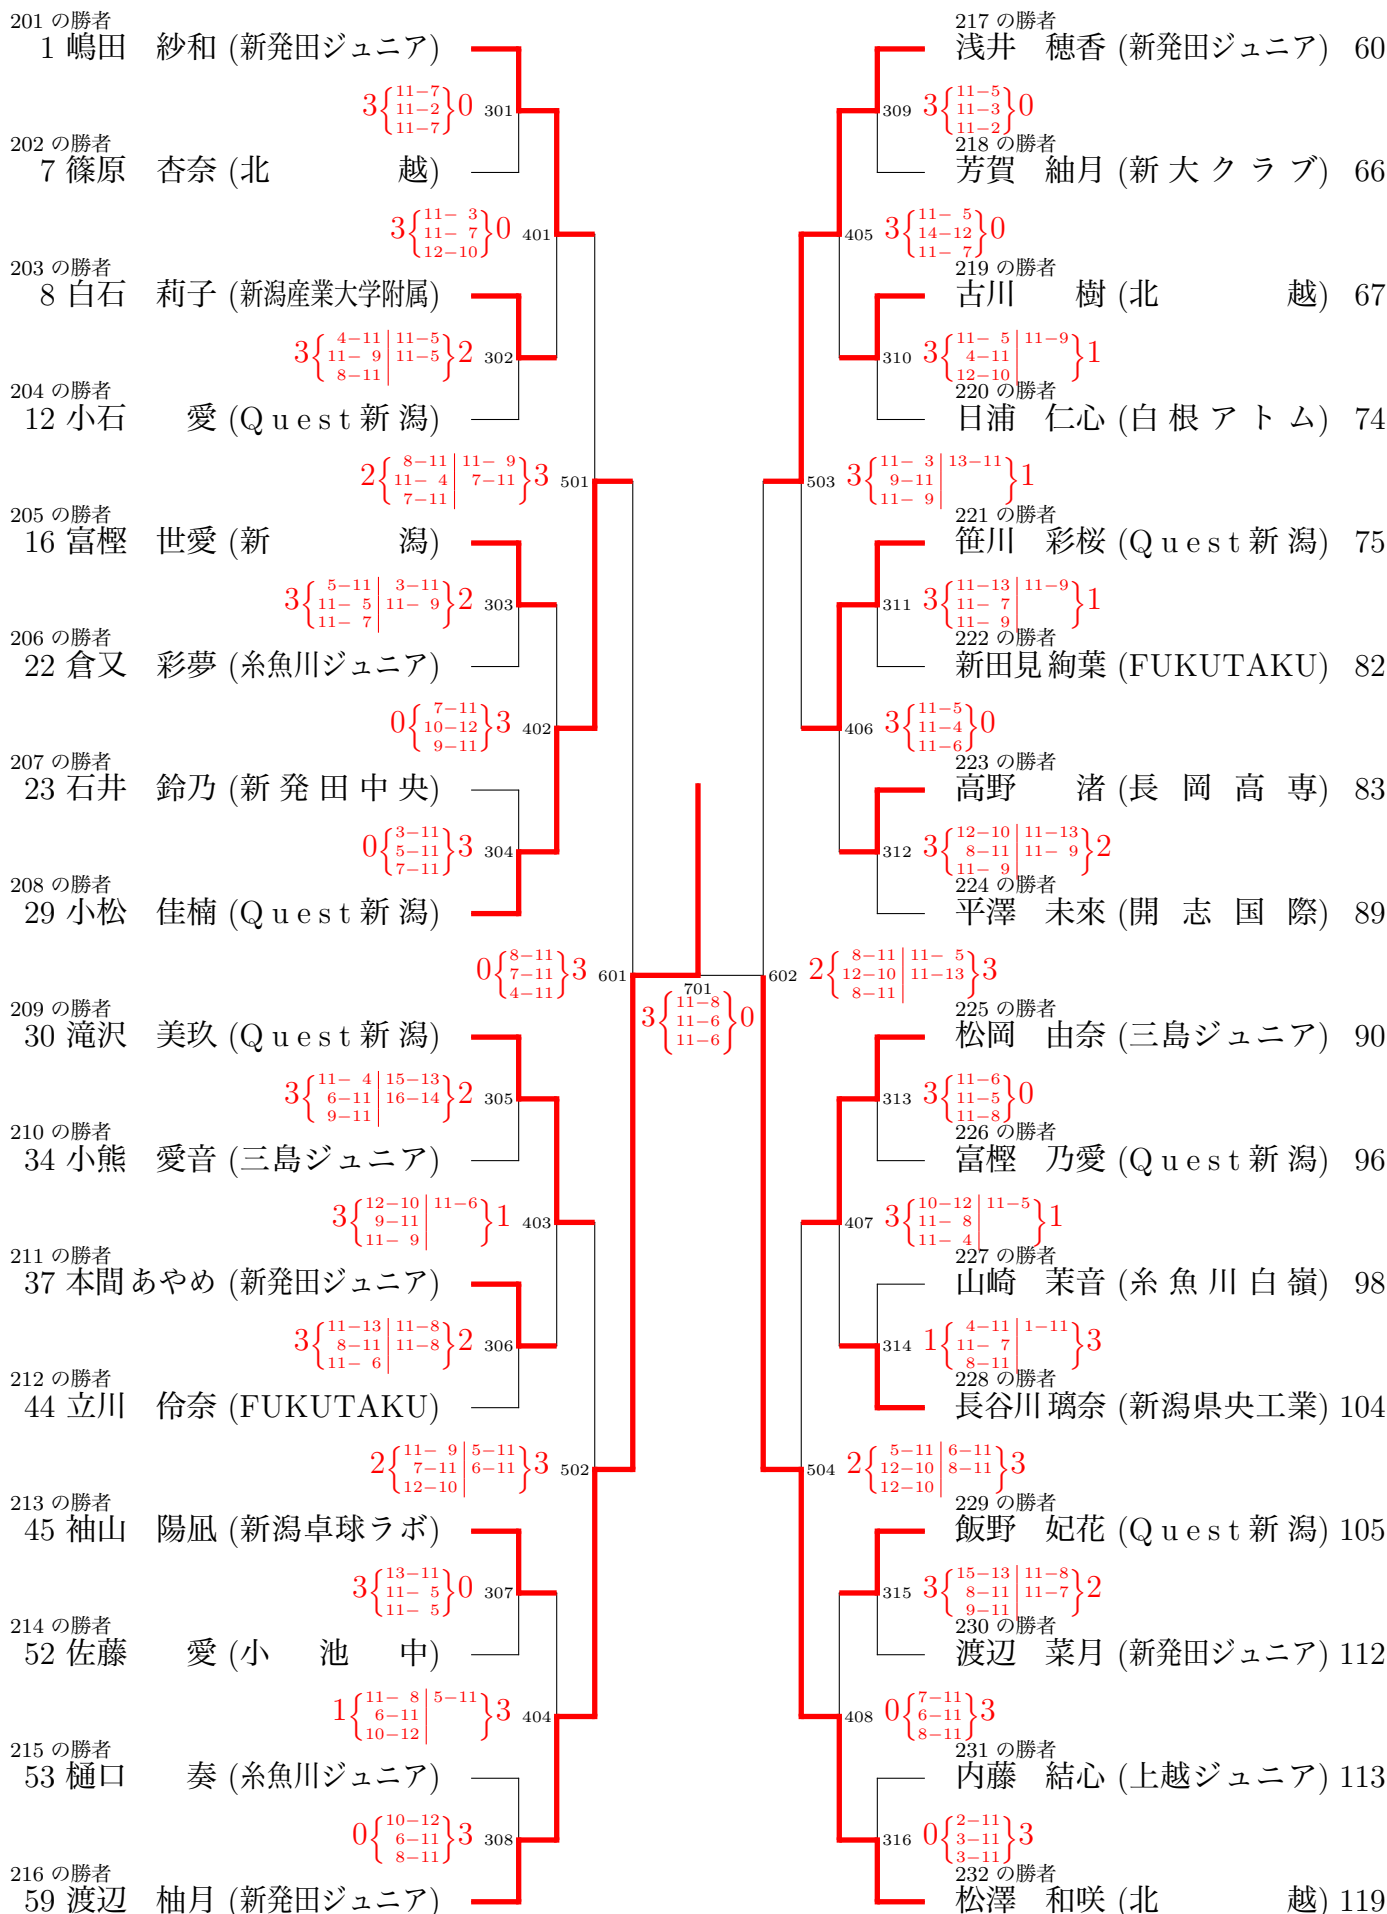 201 の勝者
1 嶋田　紗和 (新発田ジュニア)
3{11−7 11−2 11−7}0 301
202 の勝者
7 篠原　杏奈 (北　　　越)
3{11− 3 11− 7 12−10}0 401
203 の勝者
8 白石　莉子 (新潟産業大学附属)
3{4−11 11− 9 8−11 | 11−5 11−5}2 302
204 の勝者
12 小石　　愛 (Quest新潟)
2{8−11 11− 4 7−11 | 11− 9 7−11}3 501
205 の勝者
16 富樫　世愛 (新　　　潟)
3{5−11 11− 5 11− 7 | 3−11 11− 9}2 303
206 の勝者
22 倉又　彩夢 (糸魚川ジュニア)
0{7−11 10−12 9−11}3 402
207 の勝者
23 石井　鈴乃 (新発田中央)
0{3−11 5−11 7−11}3 304
208 の勝者
29 小松　佳楠 (Quest新潟)
0{8−11 7−11 4−11}3 601
209 の勝者
30 滝沢　美玖 (Quest新潟)
3{11− 4 6−11 9−11 | 15−13 16−14}2 305
210 の勝者
34 小熊　愛音 (三島ジュニア)
3{12−10 9−11 11− 9 | 11−6}1 403
211 の勝者
37 本間あやめ (新発田ジュニア)
3{11−13 8−11 11− 6 | 11−8 11−8}2 306
212 の勝者
44 立川　伶奈 (FUKUTAKU)
2{11− 9 7−11 12−10 | 5−11 6−11}3 502
213 の勝者
45 袖山　陽凪 (新潟卓球ラボ)
3{13−11 11− 5 11− 5}0 307
214 の勝者
52 佐藤　　愛 (小　池　中)
1{11− 8 6−11 10−12 | 5−11}3 404
215 の勝者
53 樋口　　奏 (糸魚川ジュニア)
0{10−12 6−11 8−11}3 308
216 の勝者
59 渡辺　柚月 (新発田ジュニア)
701
3{11−8 11−6 11−6}0
217 の勝者
浅井　穂香 (新発田ジュニア) 60
309 3{11−5 11−3 11−2}0
218 の勝者
芳賀　紬月 (新大クラブ) 66
405 3{11− 5 14−12 11− 7}0
219 の勝者
古川　　樹 (北　　　越) 67
310 3{11− 5 4−11 12−10 | 11−9}1
220 の勝者
日浦　仁心 (白根アトム) 74
503 3{11− 3 9−11 11− 9 | 13−11}1
221 の勝者
笹川　彩桜 (Quest新潟) 75
311 3{11−13 11− 7 11− 9 | 11−9}1
222 の勝者
新田見絢葉 (FUKUTAKU) 82
406 3{11−5 11−4 11−6}0
223 の勝者
高野　　渚 (長岡高専) 83
312 3{12−10 8−11 11− 9 | 11−13 11− 9}2
224 の勝者
平澤　未來 (開志国際) 89
602 2{8−11 12−10 8−11 | 11− 5 11−13}3
225 の勝者
松岡　由奈 (三島ジュニア) 90
313 3{11−6 11−5 11−8}0
226 の勝者
富樫　乃愛 (Quest新潟) 96
407 3{10−12 11− 8 11− 4 | 11−5}1
227 の勝者
山崎　茉音 (糸魚川白嶺) 98
314 1{4−11 11− 7 8−11 | 1−11}3
228 の勝者
長谷川璃奈 (新潟県央工業) 104
504 2{5−11 12−10 12−10 | 6−11 8−11}3
229 の勝者
飯野　妃花 (Quest新潟) 105
315 3{15−13 8−11 9−11 | 11−8 11−7}2
230 の勝者
渡辺　菜月 (新発田ジュニア) 112
408 0{7−11 6−11 8−11}3
231 の勝者
内藤　結心 (上越ジュニア) 113
316 0{2−11 3−11 3−11}3
232 の勝者
松澤　和咲 (北　　　越) 119